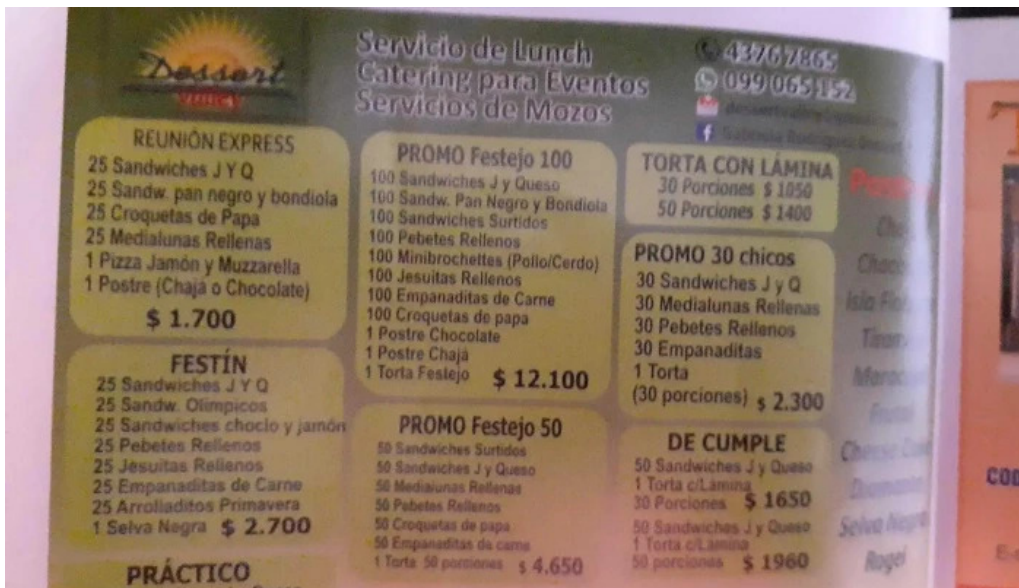 Dessert
Valley
Servicio de Lunch
Catering para Eventos
Servicios de Mozos
4376 7865
099 065 152
REUNIÓN EXPRESS
25 Sandwiches J Y Q
25 Sandw. pan negro y bondiola
25 Croquetas de Papa
25 Medialunas Rellenas
1 Pizza Jamón y Muzzarella
1 Postre (Chajá o Chocolate)
$ 1.700
FESTÍN
25 Sandwiches J Y Q
25 Sandw. Olimpicos
25 Sandwiches choclo y jamón
25 Pebetes Rellenos
25 Jesuitas Rellenos
25 Empanaditas de Carne
25 Arrolladitos Primavera
1 Selva Negra $ 2.700
PRÁCTICO
PROMO Festejo 100
100 Sandwiches J y Queso
100 Sandw. Pan Negro y Bondiola
100 Sandwiches Surtidos
100 Pebetes Rellenos
100 Minibrochettes (Pollo/Cerdo)
100 Jesuitas Rellenos
100 Empanaditas de Carne
100 Croquetas de papa
1 Postre Chocolate
1 Postre Chajá
1 Torta Festejo $ 12.100
PROMO Festejo 50
50 Sandwiches Surtidos
50 Sandwiches J y Queso
50 Medialunas Rellenas
50 Pebetes Rellenos
50 Croquetas de papa
50 Empanaditas de carne
1 Torta 50 porciones $ 4.650
TORTA CON LÁMINA
30 Porciones $ 1050
50 Porciones $ 1400
PROMO 30 chicos
30 Sandwiches J y Q
30 Medialunas Rellenas
30 Pebetes Rellenos
30 Empanaditas
1 Torta
(30 porciones) $ 2.300
DE CUMPLE
50 Sandwiches J y Queso
1 Torta c/Lámina
30 Porciones $ 1650
50 Sandwiches J y Queso
1 Torta c/Lámina
50 porciones $ 1960
Selva Negra
Rogel